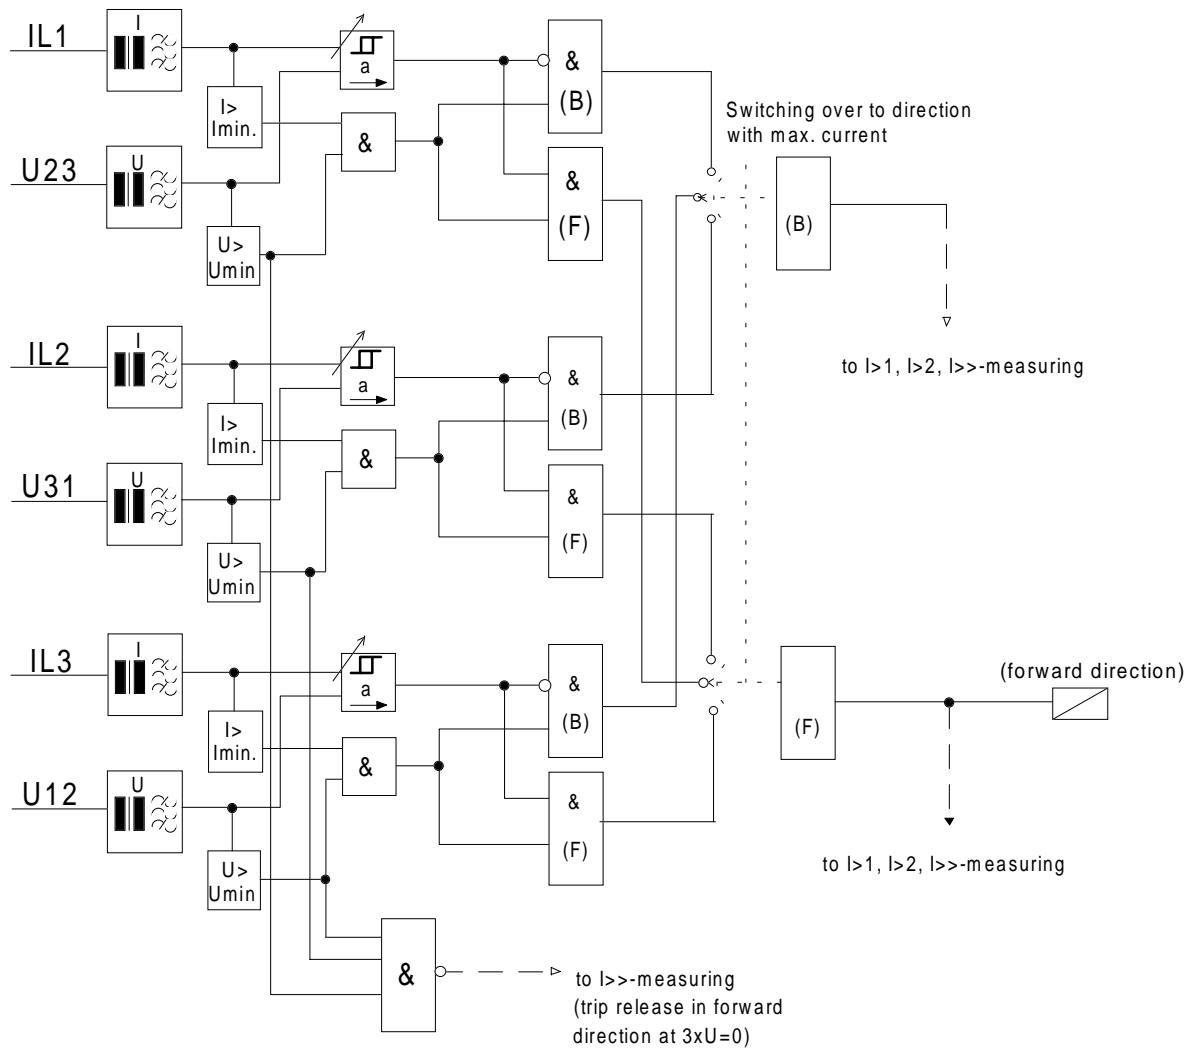 IL1
I
a
&
(B)
I>
Imin.
&
Switching over to direction
with max. current
U23
U
&
(F)
(B)
U>
Umin
IL2
I
a
&
(B)
to I>1, I>2, I>>-measuring
I>
Imin.
&
U31
U
&
(F)
U>
Umin
IL3
I
a
&
(B)
(forward direction)
I>
Imin.
&
(F)
U12
U
&
(F)
to I>1, I>2, I>>-measuring
U>
Umin
&
to I>>-measuring
(trip release in forward
direction at 3xU=0)